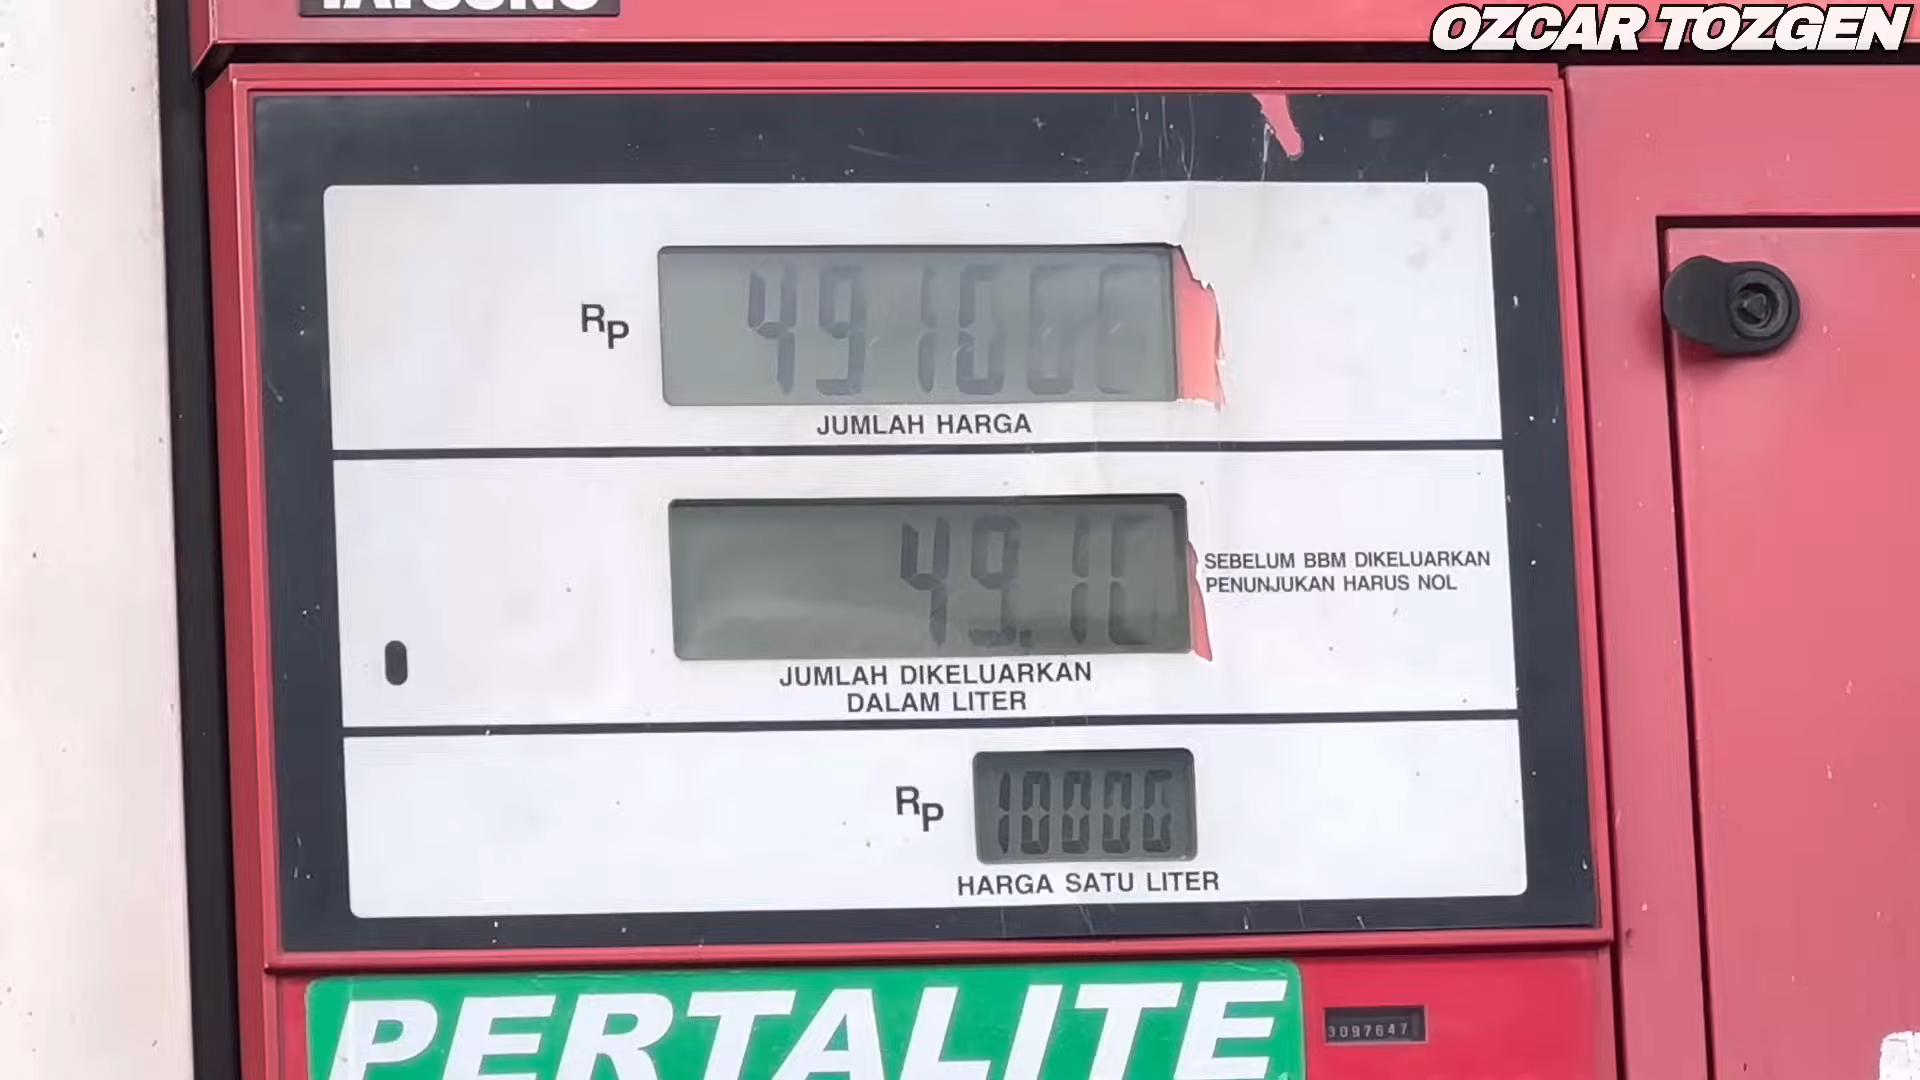 OZCAR TOZGEN
RP 491000
JUMLAH HARGA
49.10
SEBELUM BBM DIKELUARKAN
PENUNJUKAN HARUS NOL
JUMLAH DIKELUARKAN
DALAM LITER
RP 10000
HARGA SATU LITER
PERTALITE
3097647